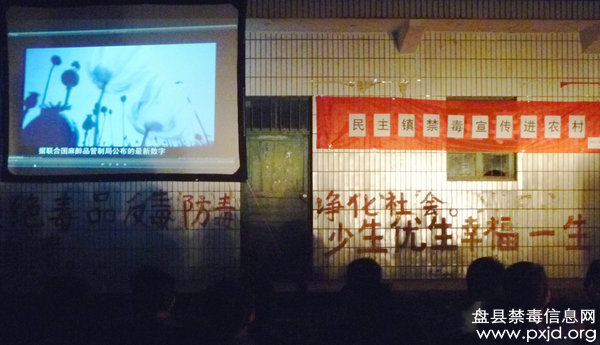 据联合国麻醉品管制局公布的最新数字
民主镇禁毒宣传进农村
绝毒品反毒防毒
净化社会。
少生优生幸福一生
盘县禁毒信息网
www.pxjd.org